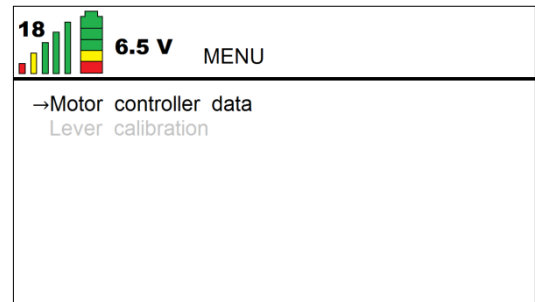 18
6.5 V
MENU
→Motor controller data
Lever calibration